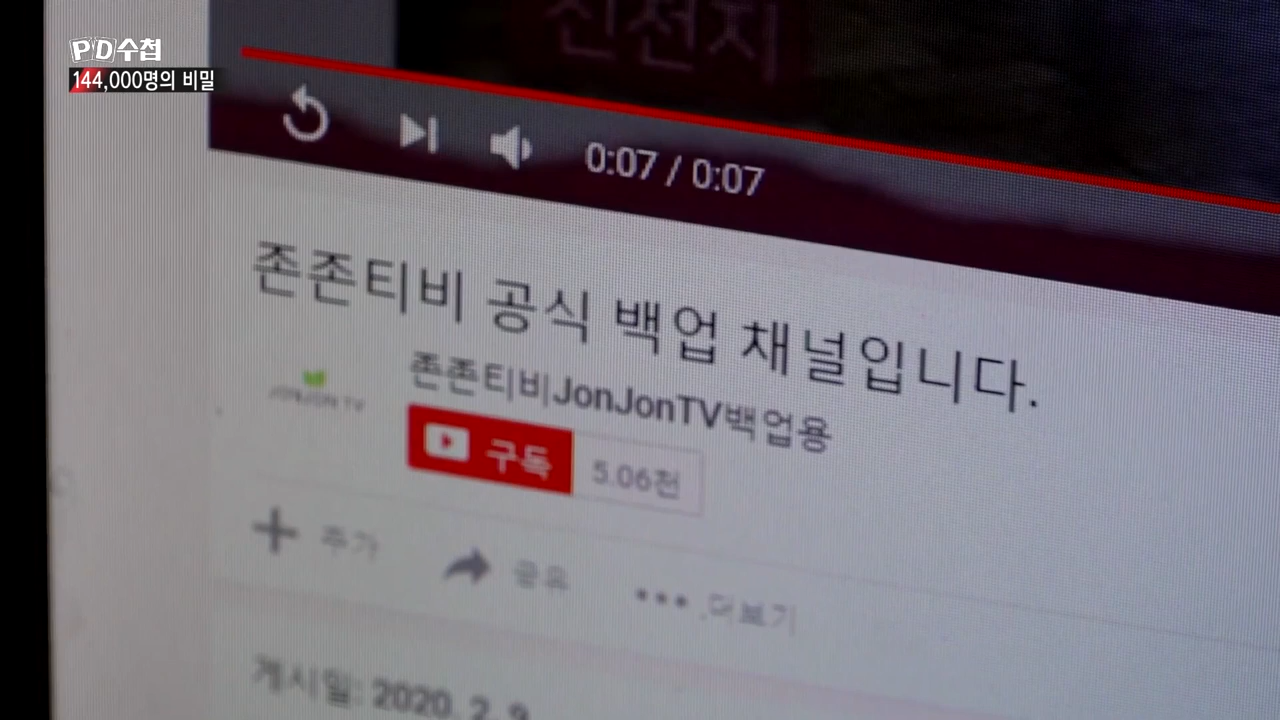 PD수첩
144,000명의 비밀
신천지
0:07 / 0:07
존존티비 공식 백업 채널입니다.
JONJON TV
존존티비JonJonTV백업용
구독 5.06천
추가 공유 더보기
게시일: 2020. 2. 9.